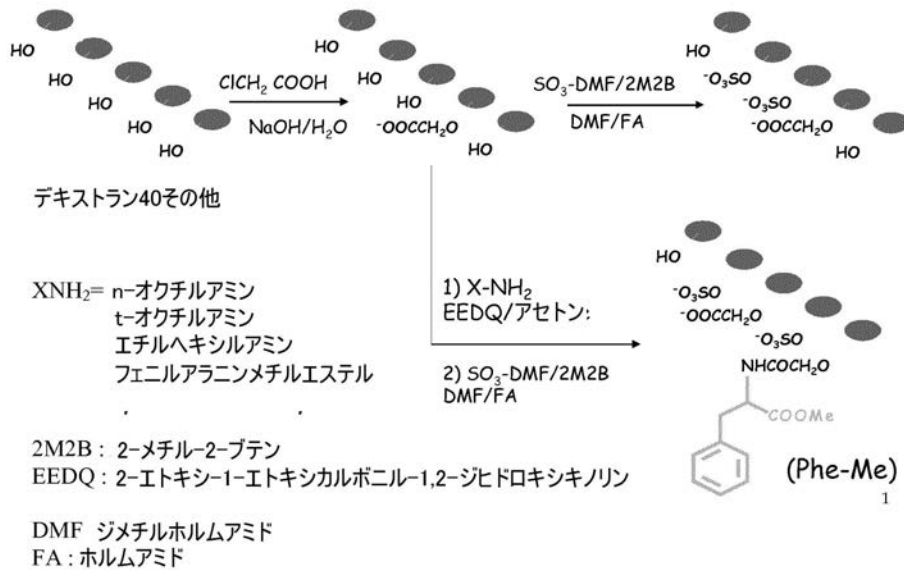 HO
HO
HO
HO
HO
ClCH₂ COOH
NaOH/H₂O
HO
HO
HO
⁻OOCCH₂O
HO
SO₃-DMF/2M2B
DMF/FA
HO
⁻O₃SO
⁻O₃SO
⁻OOCCH₂O
HO
デキストラン40その他
XNH₂= n-オクチルアミン
t-オクチルアミン
エチルヘキシルアミン
フェニルアラニンメチルエステル
. .
1) X-NH₂
EEDQ/アセトン:
2) SO₃-DMF/2M2B
DMF/FA
HO
⁻O₃SO
⁻OOCCH₂O
⁻O₃SO
NHCOCH₂O
COOMe
(Phe-Me)
1
2M2B : 2-メチル-2-ブテン
EEDQ : 2-エトキシ-1-エトキシカルボニル-1,2-ジヒドロキシキノリン
DMF ジメチルホルムアミド
FA : ホルムアミド